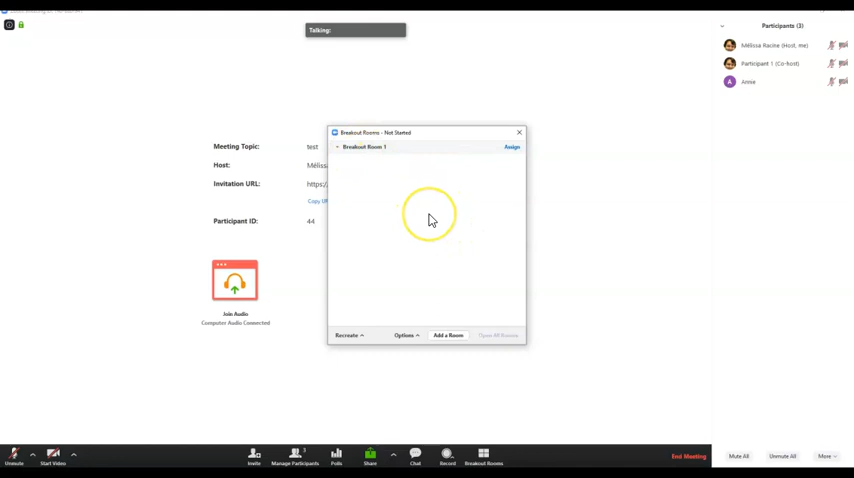 Talking:
Participants (3)
Mélissa Racine (Host, me)
Participant 1 (Co-host)
A Annie
Breakout Rooms - Not Started
Breakout Room 1 Assign
Meeting Topic: test
Host: Méliss
Invitation URL: https:/
Copy UR
Participant ID: 44
Join Audio
Computer Audio Connected
Recreate Options Add a Room Open All Rooms
Unmute Start Video Invite Manage Participants 3 Polls Share Chat Record Breakout Rooms End Meeting
Mute All Unmute All More